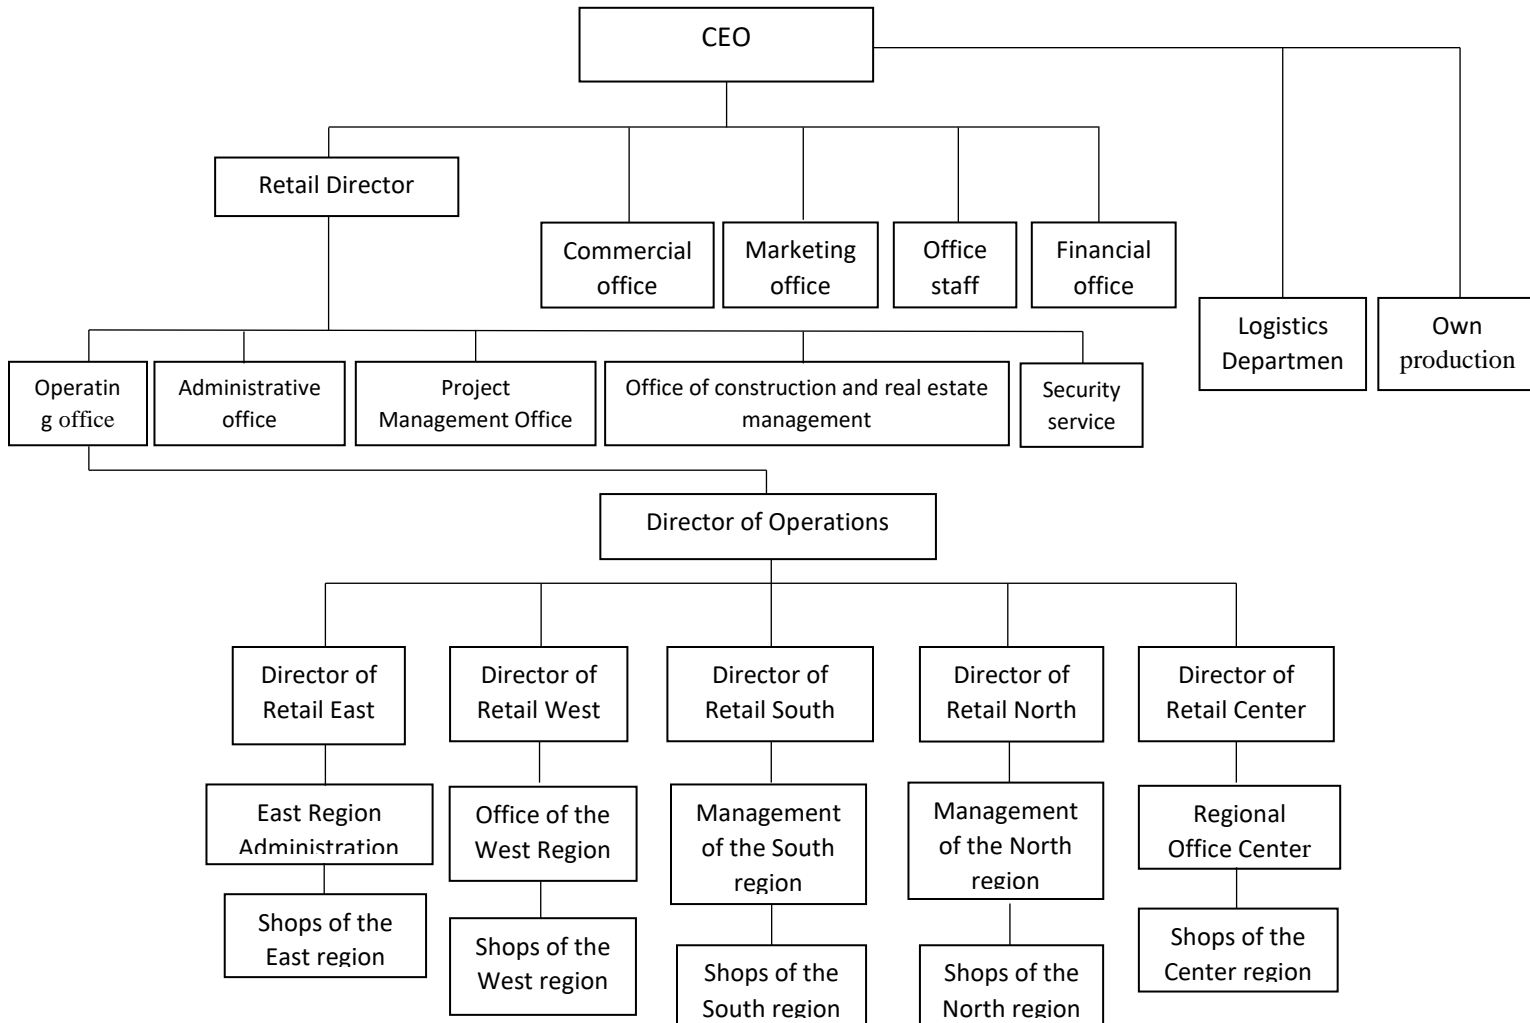 CEO
Retail Director
Commercial
office
Marketing
office
Office
staff
Financial
office
Logistics
Departmen
Own
production
Operatin
g office
Administrative
office
Project
Management Office
Office of construction and real estate
management
Security
service
Director of Operations
Director of
Retail East
Director of
Retail West
Director of
Retail South
Director of
Retail North
Director of
Retail Center
East Region
Administration
Office of the
West Region
Management
of the South
region
Management
of the North
region
Regional
Office Center
Shops of the
East region
Shops of the
West region
Shops of the
South region
Shops of the
North region
Shops of the
Center region